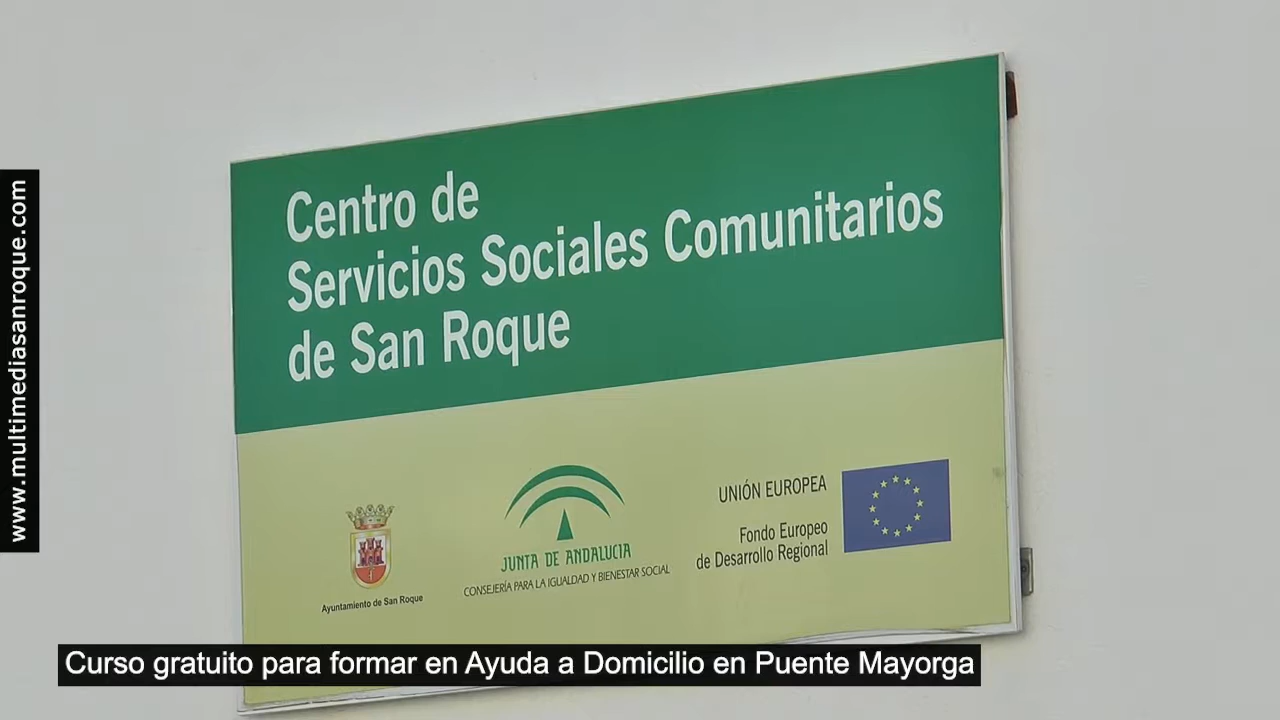 www.multimediasanroque.com
Centro de
Servicios Sociales Comunitarios
de San Roque
Ayuntamiento de San Roque
JUNTA DE ANDALUCIA
CONSEJERÍA PARA LA IGUALDAD Y BIENESTAR SOCIAL
UNIÓN EUROPEA
Fondo Europeo
de Desarrollo Regional
Curso gratuito para formar en Ayuda a Domicilio en Puente Mayorga